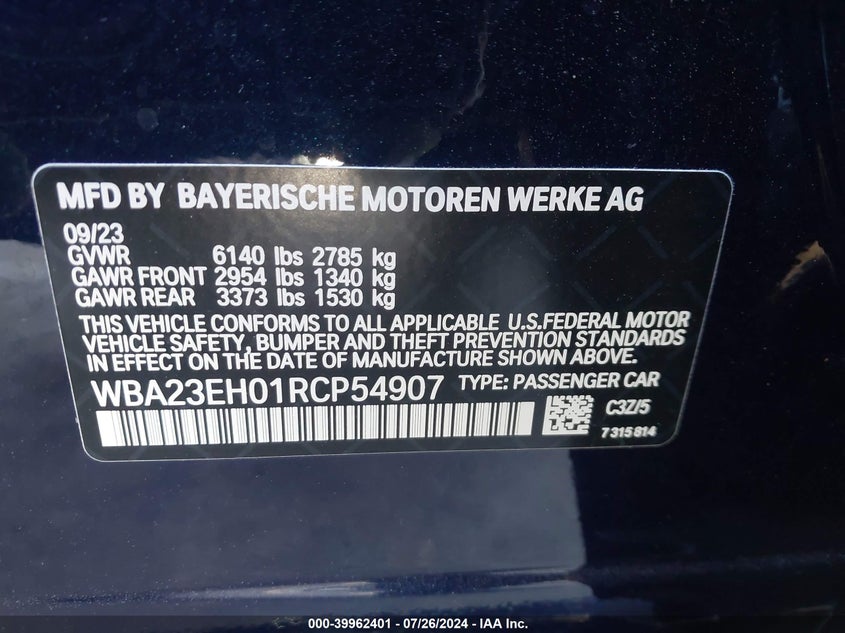 MFD BY BAYERISCHE MOTOREN WERKE AG
09/23
GVWR 6140 lbs 2785 kg
GAWR FRONT 2954 lbs 1340 kg
GAWR REAR 3373 lbs 1530 kg
THIS VEHICLE CONFORMS TO ALL APPLICABLE U.S.FEDERAL MOTOR
VEHICLE SAFETY, BUMPER AND THEFT PREVENTION STANDARDS
IN EFFECT ON THE DATE OF MANUFACTURE SHOWN ABOVE.
WBA23EH01RCP54907 TYPE: PASSENGER CAR
C3Z/5
7315814
000-39962401 - 07/26/2024 - IAA Inc.